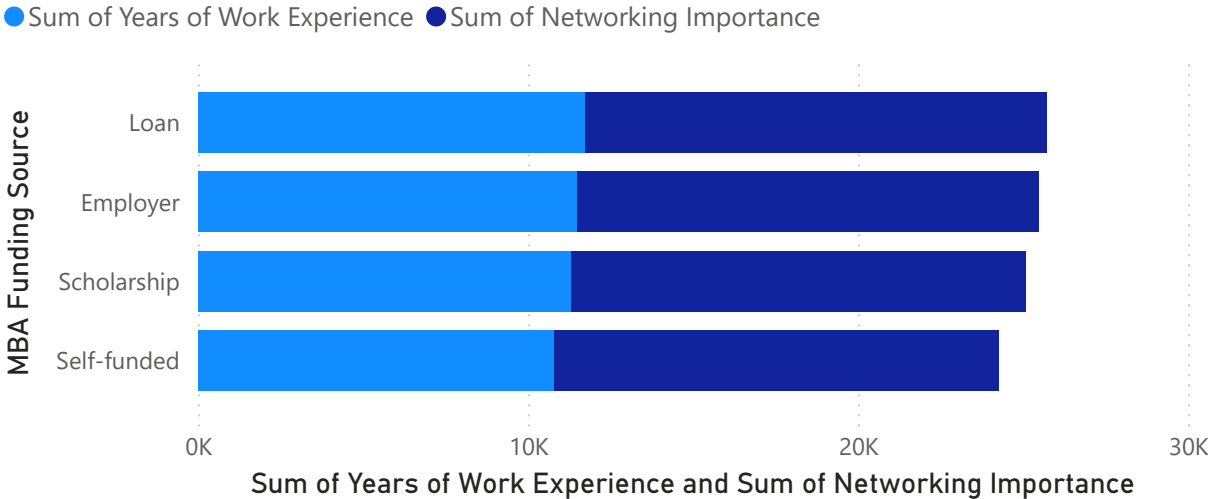 Sum of Years of Work Experience Sum of Networking Importance
MBA Funding Source
Loan
Employer
Scholarship
Self-funded
0K 10K 20K 30K
Sum of Years of Work Experience and Sum of Networking Importance